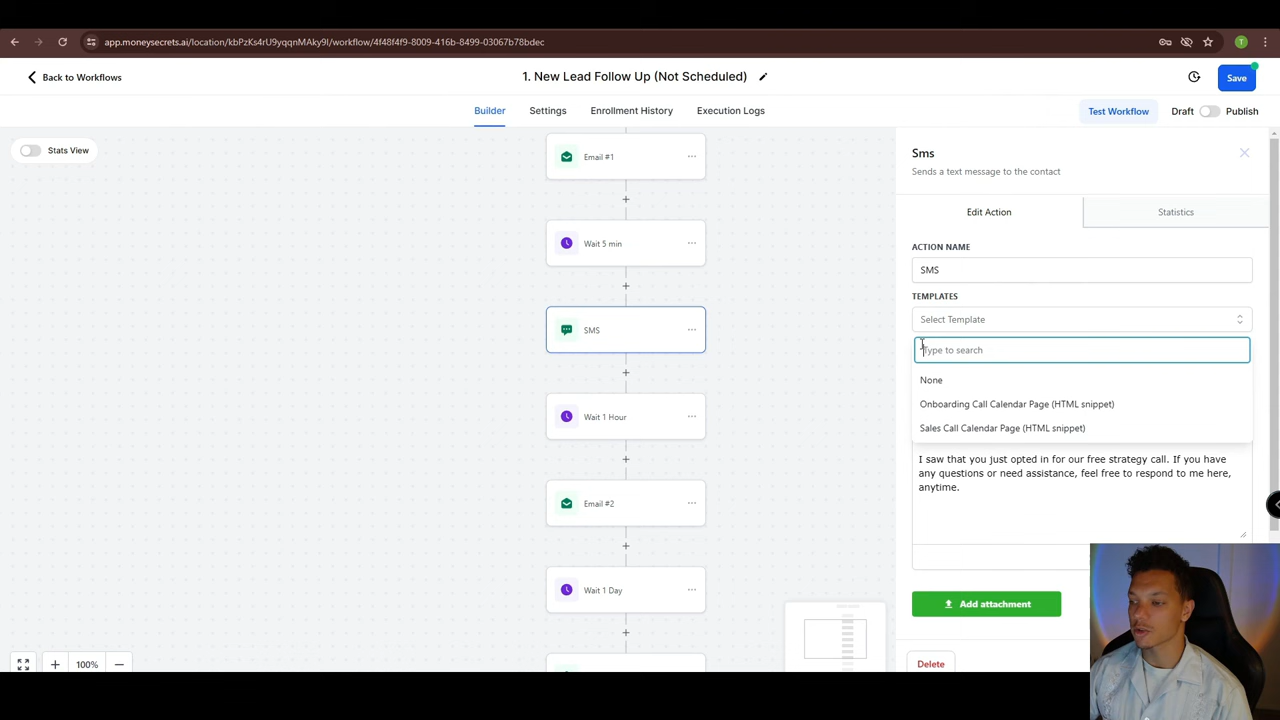 app.moneysecrets.ai/location/kbPzKs4rU9yqqnMAky9I/workflow/4f48f4f9-8009-416b-8499-03067b78bdec
T
Back to Workflows
1. New Lead Follow Up (Not Scheduled)
Save
Builder
Settings
Enrollment History
Execution Logs
Test Workflow
Draft
Publish
Stats View
Email #1
Wait 5 min
SMS
Wait 1 Hour
Email #2
Wait 1 Day
100%
Sms
Sends a text message to the contact
Edit Action
Statistics
ACTION NAME
SMS
TEMPLATES
Select Template
Type to search
None
Onboarding Call Calendar Page (HTML snippet)
Sales Call Calendar Page (HTML snippet)
I saw that you just opted in for our free strategy call. If you have
any questions or need assistance, feel free to respond to me here,
anytime.
Add attachment
Delete